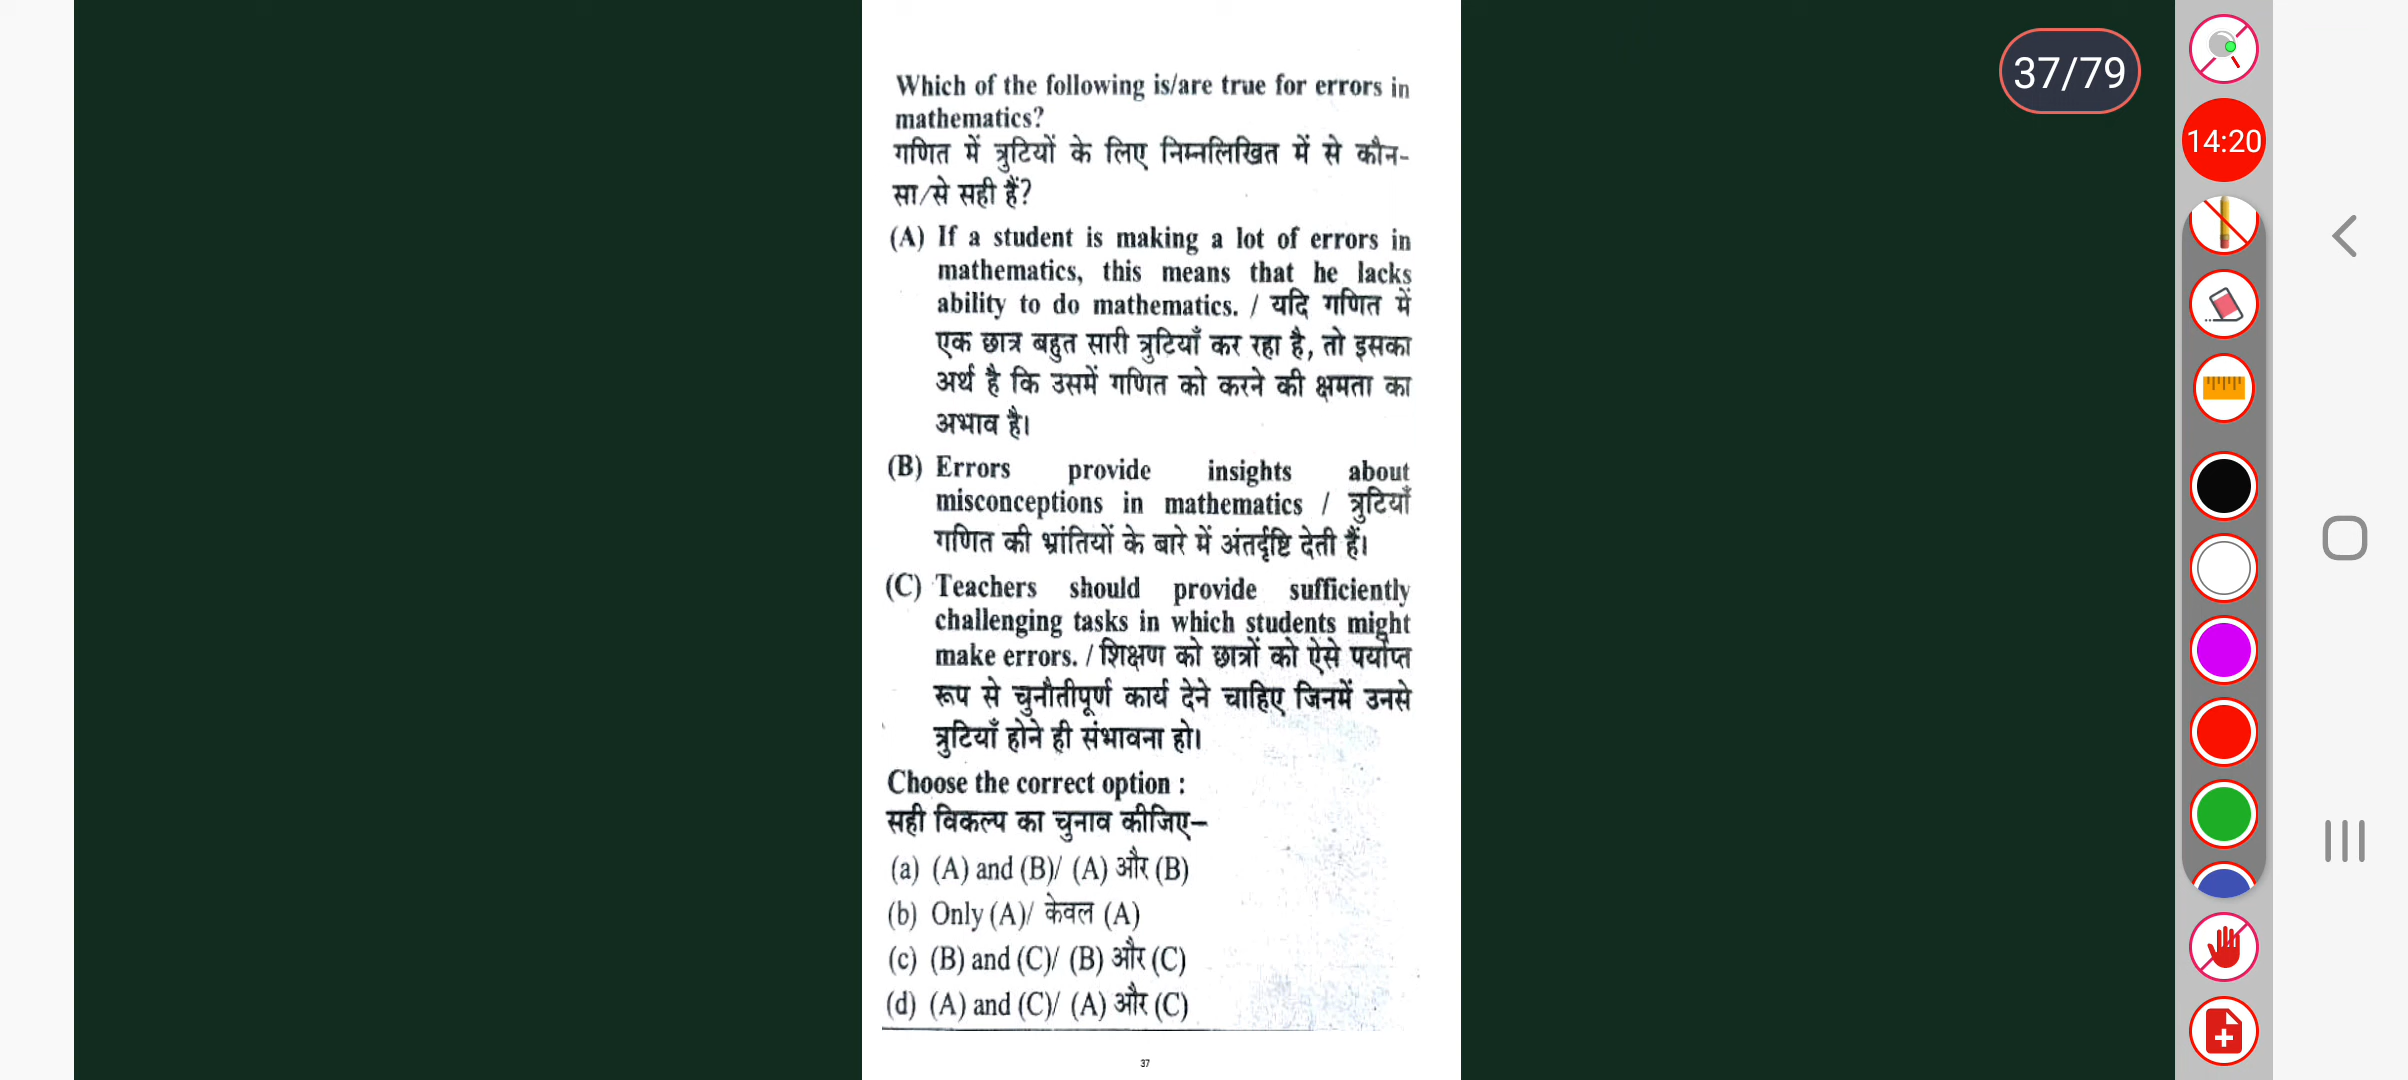 37/79
14:20
Which of the following is/are true for errors in
mathematics?
गणित में त्रुटियों के लिए निम्नलिखित में से कौन-
सा/से सही हैं?
(A) If a student is making a lot of errors in
mathematics, this means that he lacks
ability to do mathematics. / यदि गणित में
एक छात्र बहुत सारी त्रुटियाँ कर रहा है, तो इसका
अर्थ है कि उसमें गणित को करने की क्षमता का
अभाव है।
(B) Errors provide insights about
misconceptions in mathematics / त्रुटियाँ
गणित की भ्रांतियों के बारे में अंतर्दृष्टि देती हैं।
(C) Teachers should provide sufficiently
challenging tasks in which students might
make errors. / शिक्षण को छात्रों को ऐसे पर्याप्त
रूप से चुनौतीपूर्ण कार्य देने चाहिए जिनमें उनसे
त्रुटियाँ होने ही संभावना हो।
Choose the correct option :
सही विकल्प का चुनाव कीजिए–
(a) (A) and (B)/ (A) और (B)
(b) Only (A)/ केवल (A)
(c) (B) and (C)/ (B) और (C)
(d) (A) and (C)/ (A) और (C)
37